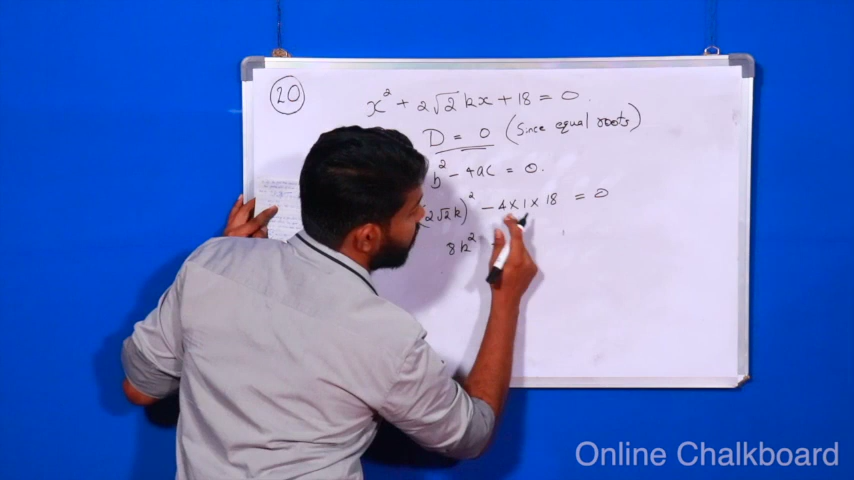 20
x² + 2√2 kx + 18 = 0.
D = 0 (Since equal roots)
b² - 4ac = 0.
(2√2 k)² - 4 × 1 × 18 = 0
8k² -
Online Chalkboard